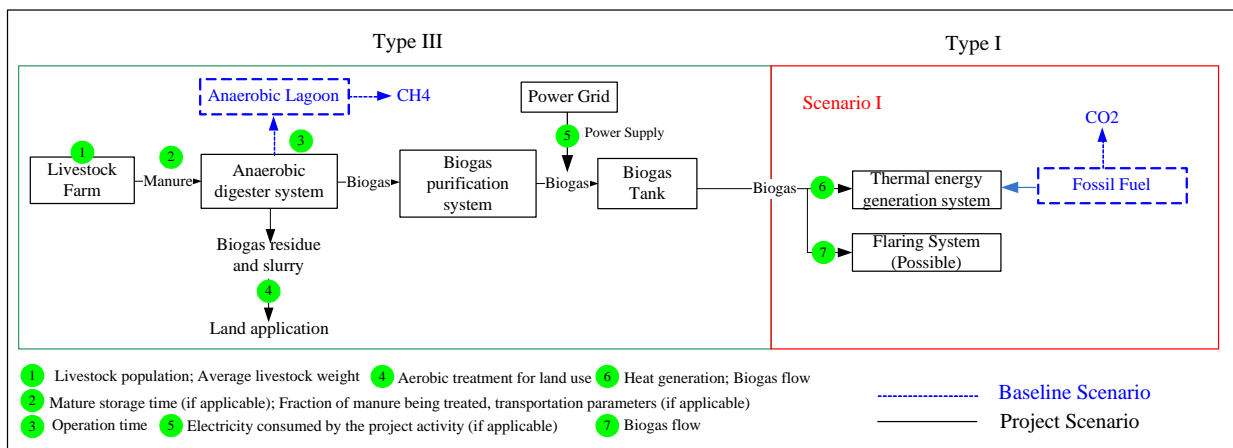 Type III
Type I
Anaerobic Lagoon
CH4
Power Grid
Scenario I
CO2
1
2
3
5
Power Supply
Livestock
Farm
Manure
Anaerobic
digester system
Biogas
Biogas
purification
system
Biogas
Biogas
Tank
Biogas
6
Thermal energy
generation system
Fossil Fuel
Biogas residue
and slurry
7
Flaring System
(Possible)
4
Land application
1 Livestock population; Average livestock weight 4 Aerobic treatment for land use 6 Heat generation; Biogas flow
2 Mature storage time (if applicable); Fraction of manure being treated, transportation parameters (if applicable)
3 Operation time 5 Electricity consumed by the project activity (if applicable) 7 Biogas flow
Baseline Scenario
Project Scenario